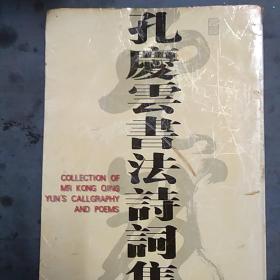 孔慶雲書法詩詞集
COLLECTION OF
MR KONG QING
YUN'S CALLGRAPHY
AND POEMS